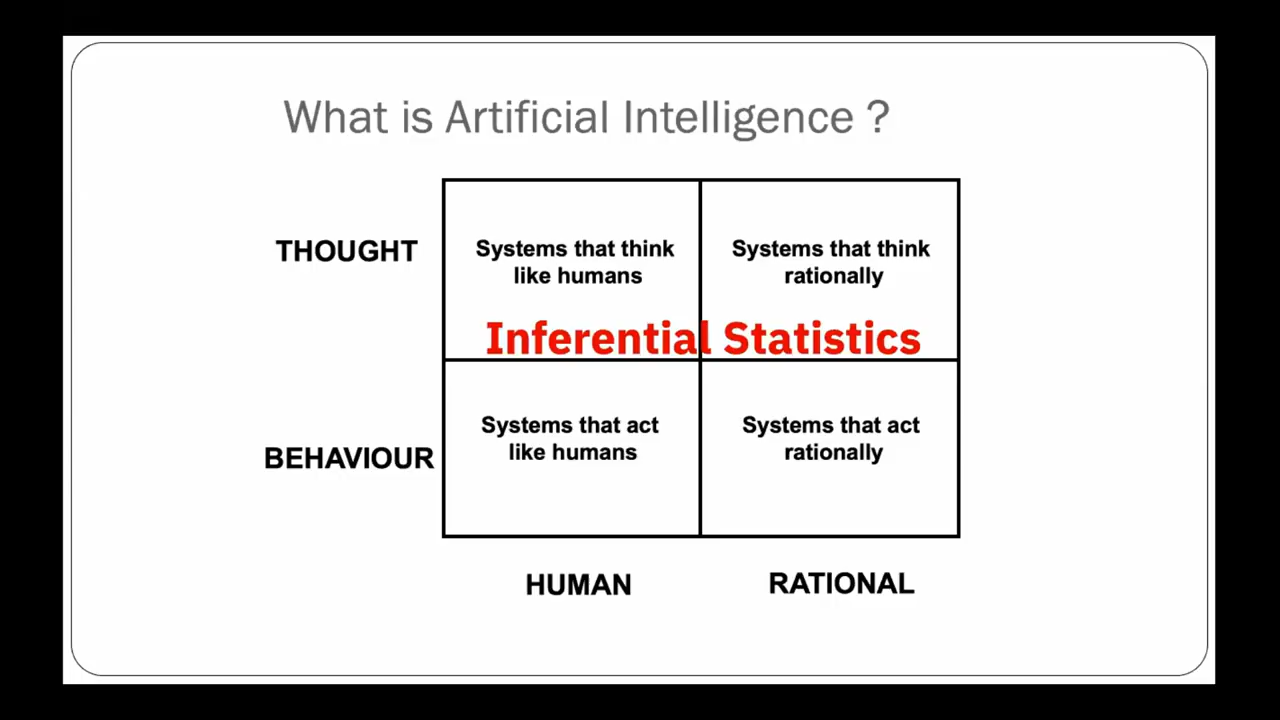 What is Artificial Intelligence ?
THOUGHT
Systems that think
like humans
Systems that think
rationally
Inferential Statistics
BEHAVIOUR
Systems that act
like humans
Systems that act
rationally
HUMAN
RATIONAL